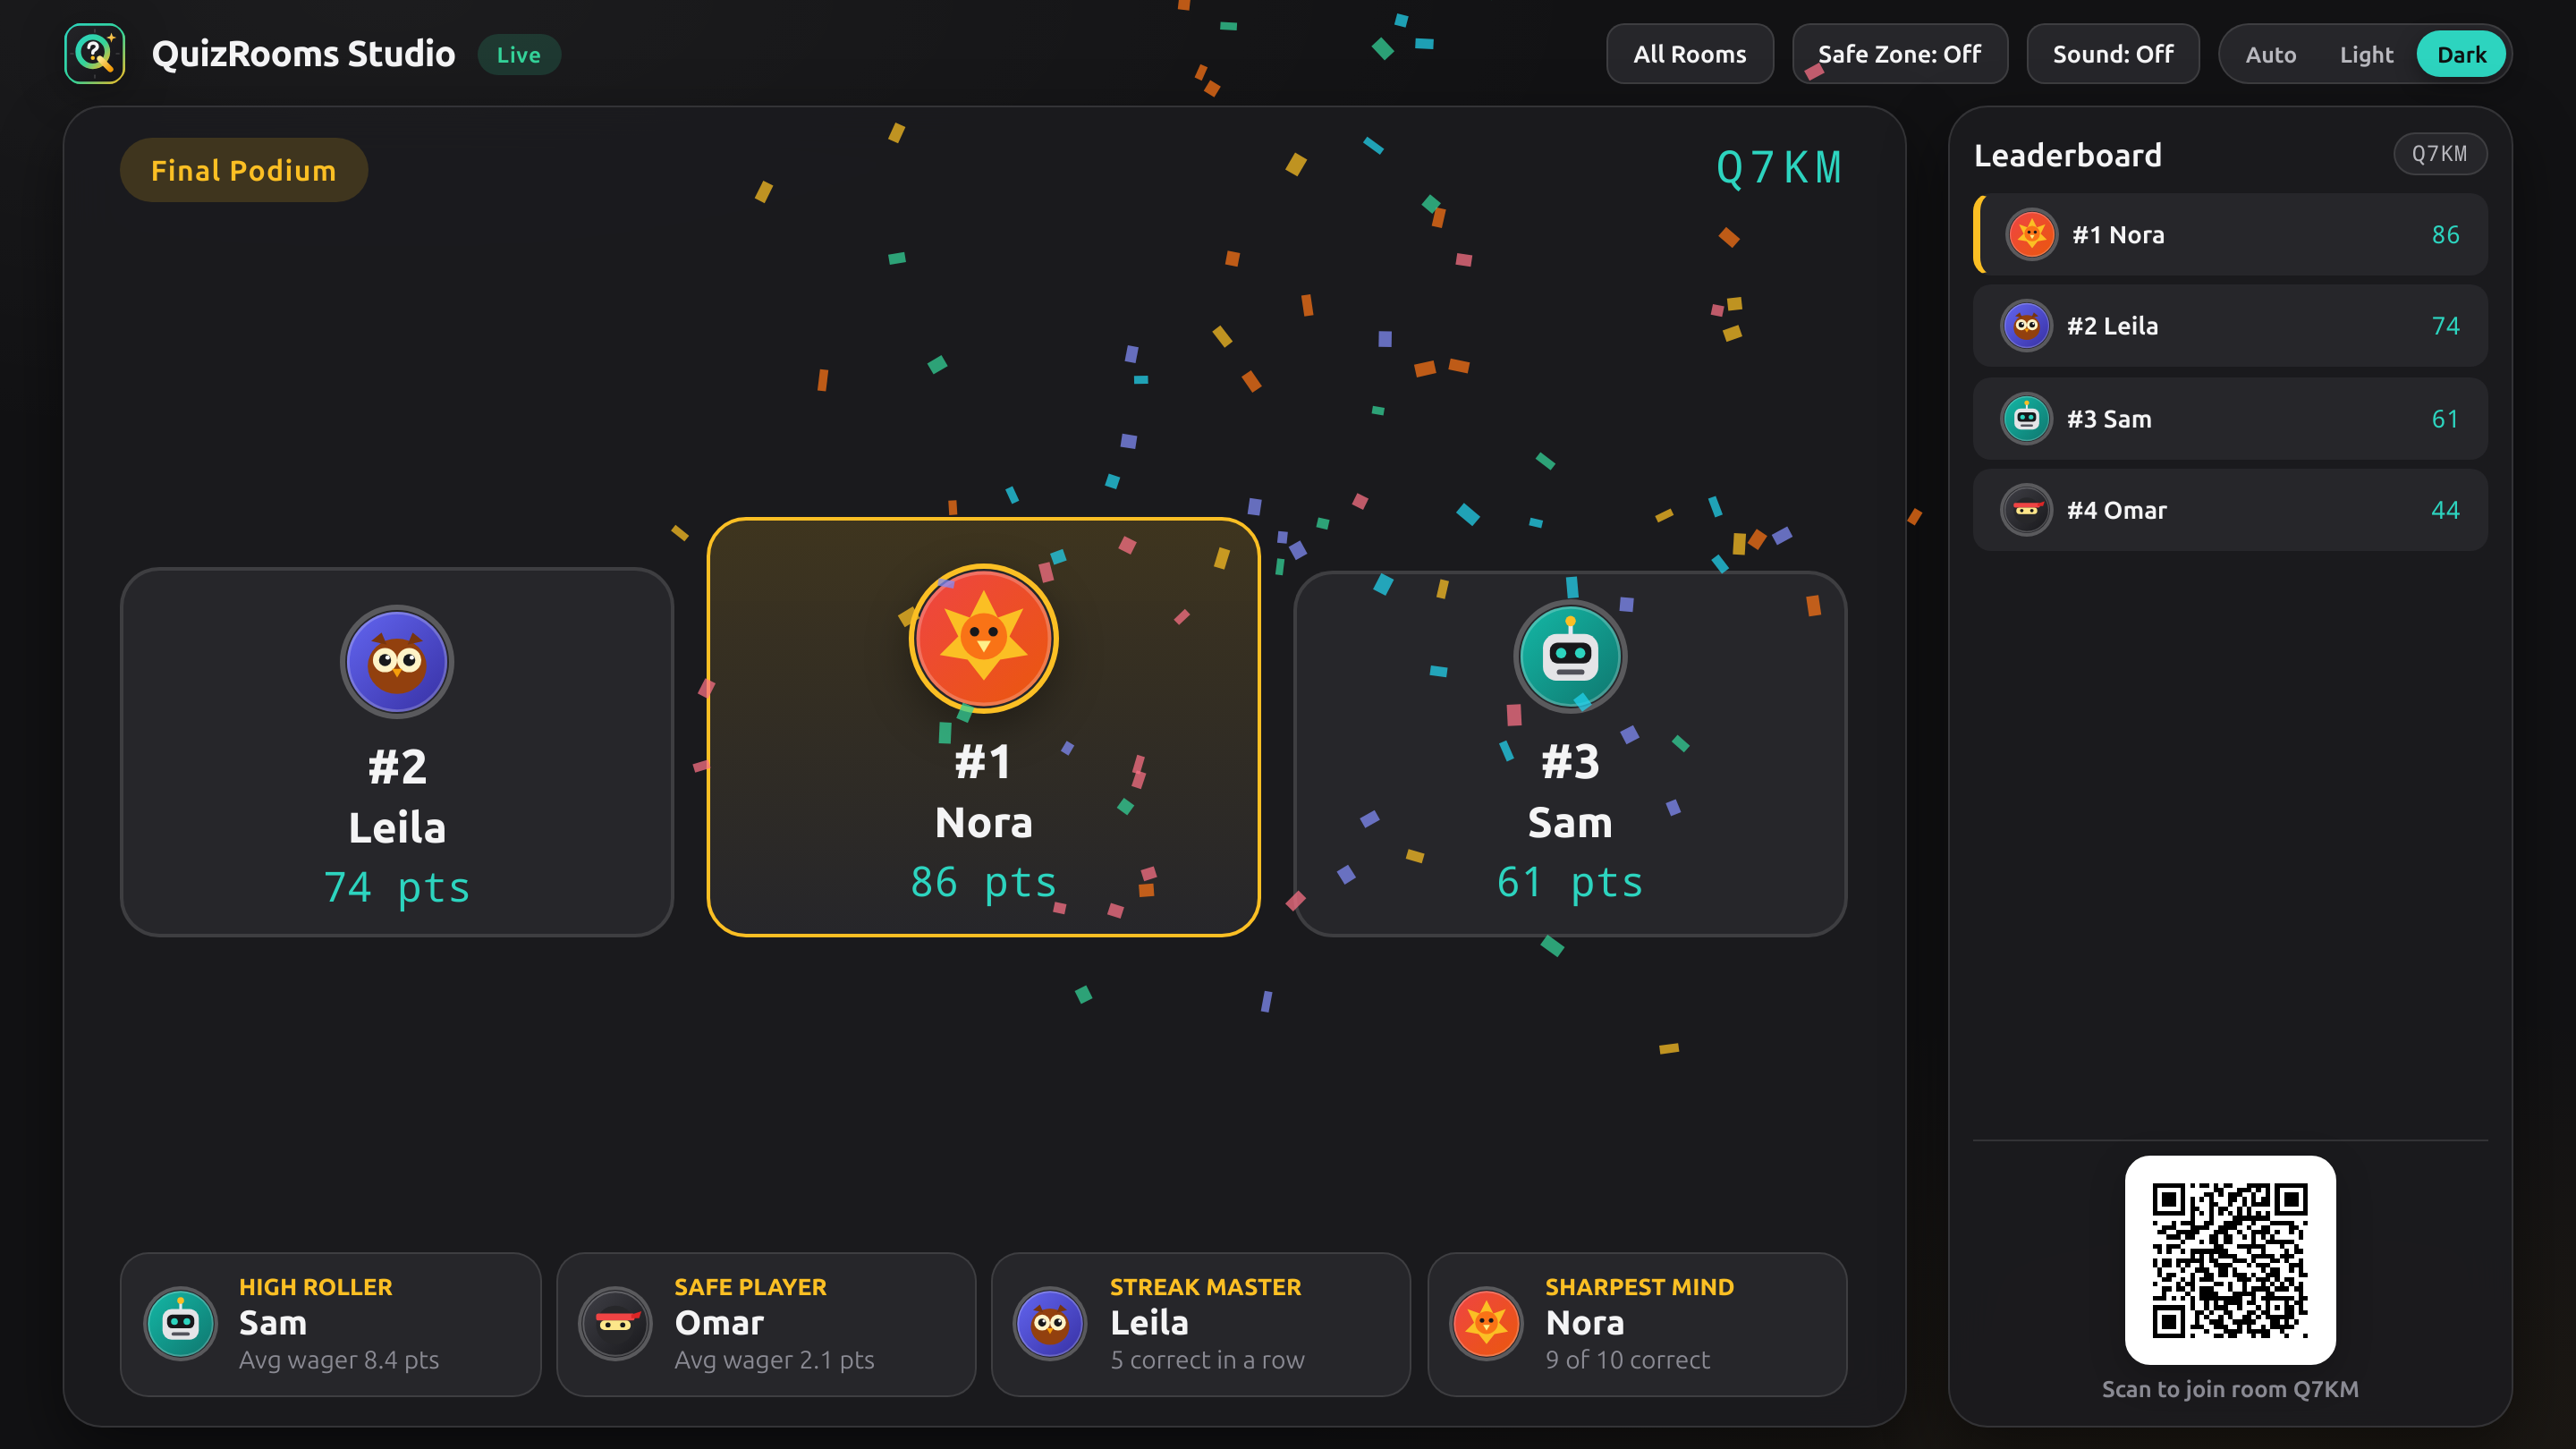 QuizRooms Studio
Live
All Rooms
Safe Zone: Off
Sound: Off
Auto
Light
Dark
Final Podium
Q7KM
#2
Leila
74 pts
#1
Nora
86 pts
#3
Sam
61 pts
HIGH ROLLER
Sam
Avg wager 8.4 pts
SAFE PLAYER
Omar
Avg wager 2.1 pts
STREAK MASTER
Leila
5 correct in a row
SHARPEST MIND
Nora
9 of 10 correct
Leaderboard
Q7KM
#1 Nora 86
#2 Leila 74
#3 Sam 61
#4 Omar 44
Scan to join room Q7KM